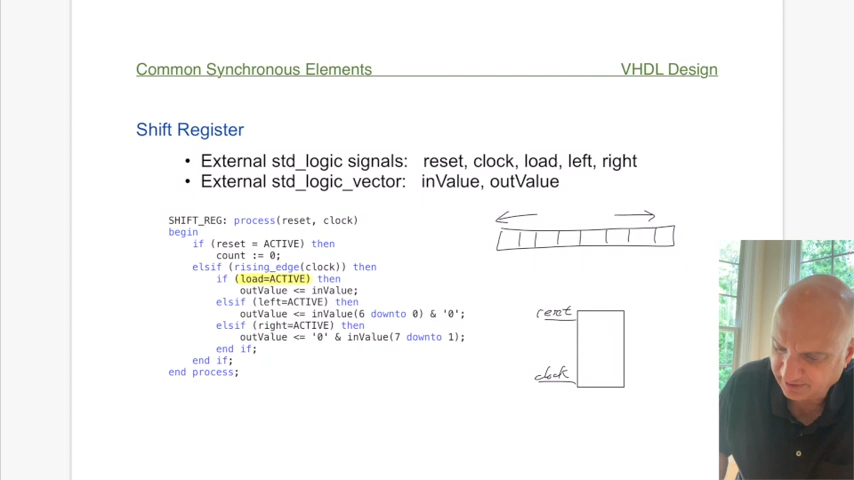 Common Synchronous Elements VHDL Design
Shift Register
• External std_logic signals: reset, clock, load, left, right
• External std_logic_vector: inValue, outValue
SHIFT_REG: process(reset, clock)
begin
if (reset = ACTIVE) then
count := 0;
elsif (rising_edge(clock)) then
if (load=ACTIVE) then
outValue <= inValue;
elsif (left=ACTIVE) then
outValue <= inValue(6 downto 0) & '0';
elsif (right=ACTIVE) then
outValue <= '0' & inValue(7 downto 1);
end if;
end if;
end process;
reset
clock